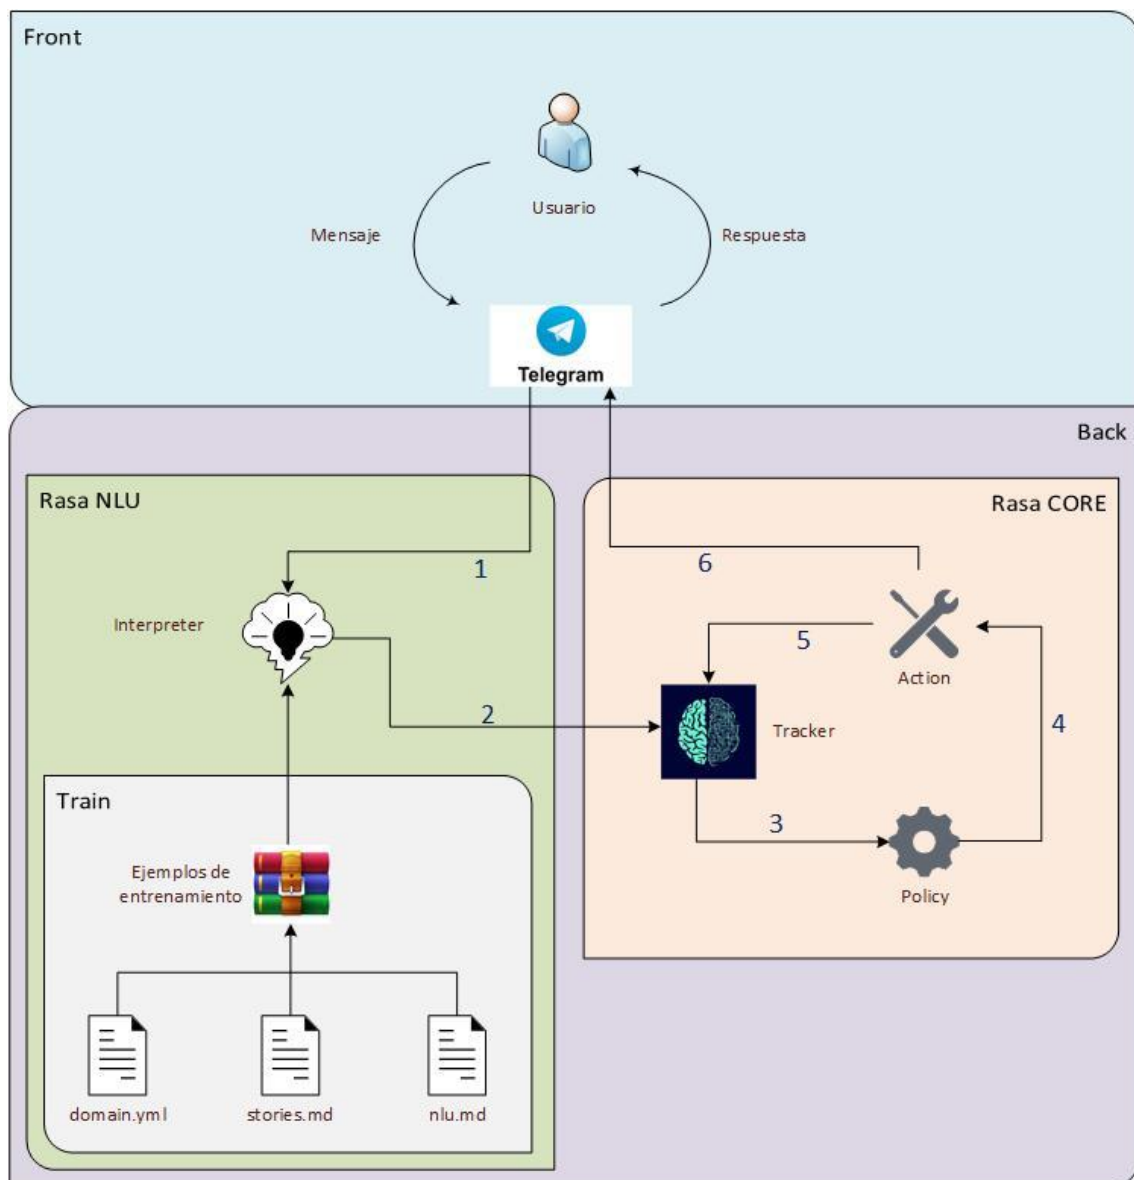 Front
Usuario
Mensaje
Respuesta
Telegram
Back
Rasa NLU
Rasa CORE
1
6
Interpreter
5
Action
2
Tracker
4
Train
3
Ejemplos de
entrenamiento
Policy
domain.yml
stories.md
nlu.md